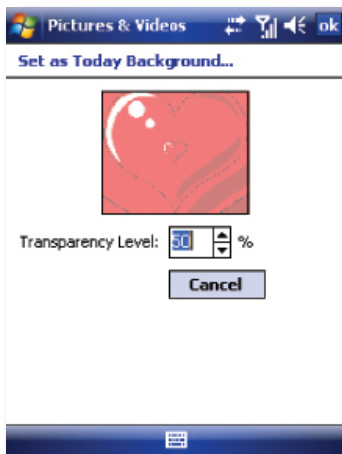 Pictures & Videos ok
Set as Today Background...
Transparency Level: 50 %
Cancel